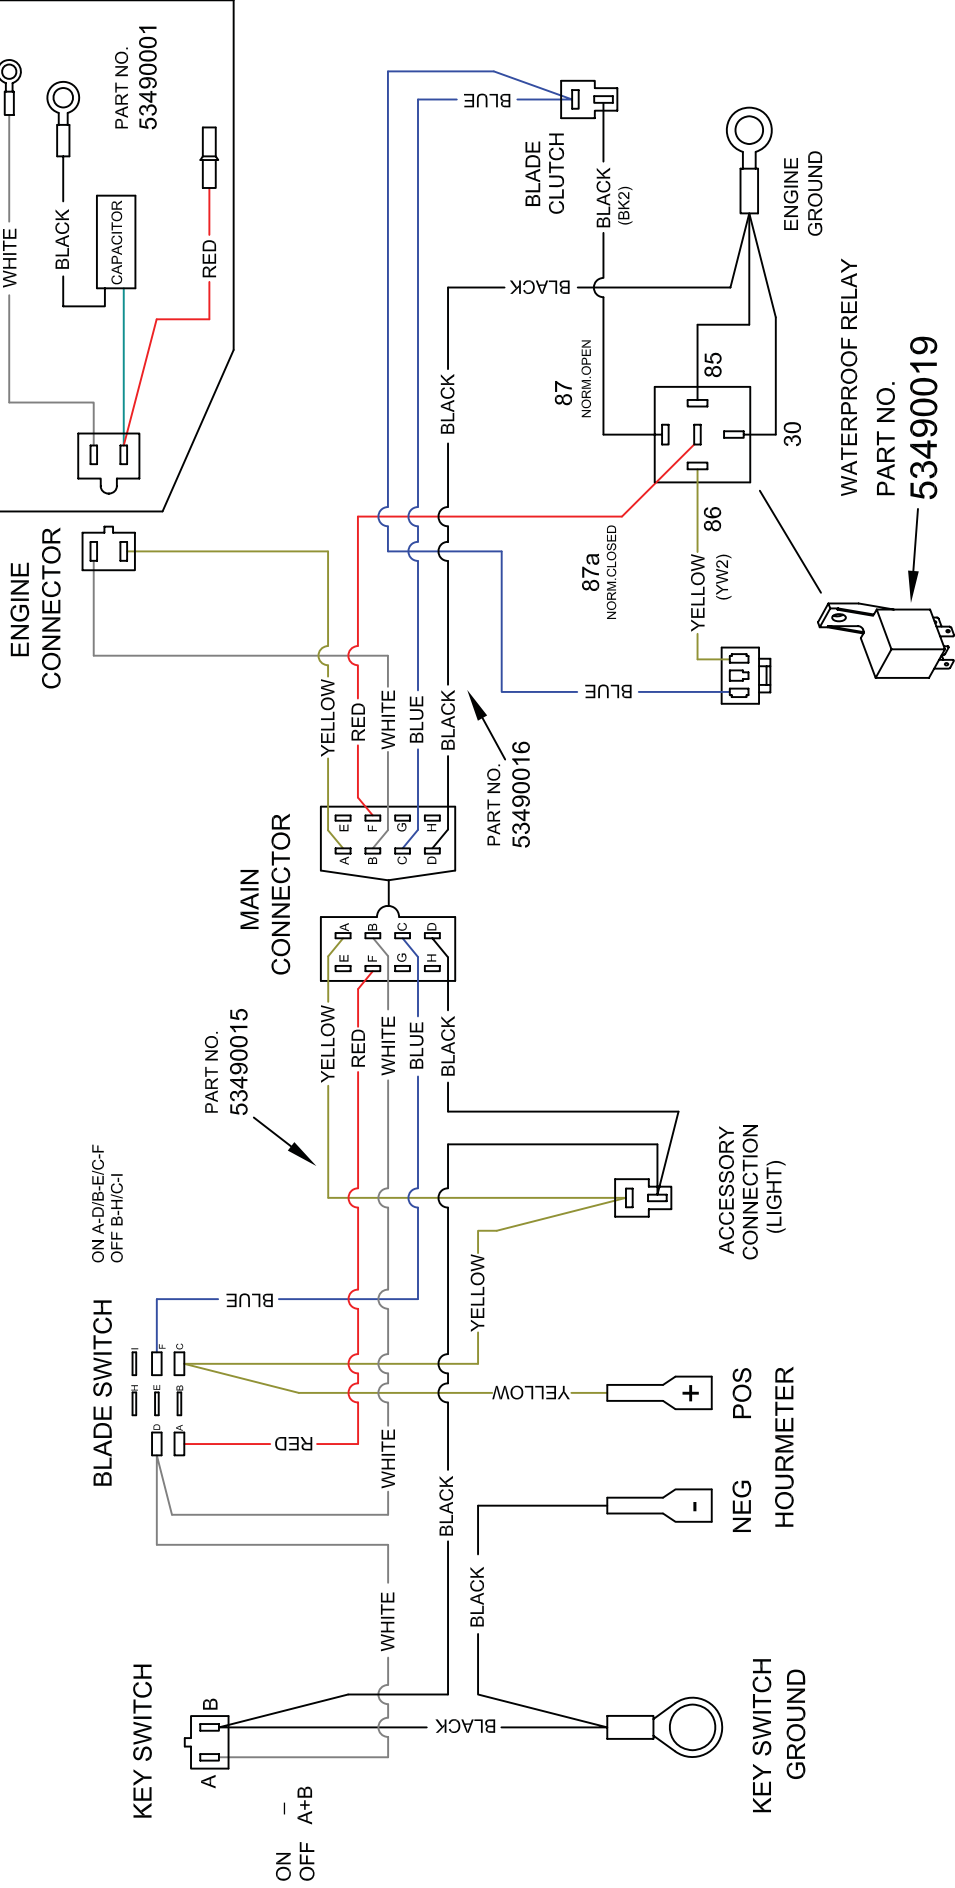 KEY SWITCH
A
B
ON –
OFF A+B
BLADE SWITCH
ON A-D/B-E/C-F
OFF B-H/C-I
D
A
H
E
B
I
F
C
RED
BLUE
WHITE
WHITE
BLACK
YELLOW
YELLOW
BLACK
BLACK
KEY SWITCH
GROUND
NEG
POS
HOURMETER
+
-
ACCESSORY
CONNECTION
(LIGHT)
PART NO.
53490015
YELLOW
RED
WHITE
BLUE
BLACK
MAIN
CONNECTOR
E
A
F
B
G
C
H
D
A
E
B
F
C
G
D
H
YELLOW
RED
WHITE
BLUE
BLACK
PART NO.
53490016
ENGINE
CONNECTOR
WHITE
BLACK
CAPACITOR
RED
PART NO.
53490001
BLACK
BLACK
BLUE
BLADE
CLUTCH
BLACK
(BK2)
ENGINE
GROUND
87
NORM.OPEN
85
30
86
87a
NORM.CLOSED
YELLOW
(YW2)
BLUE
WATERPROOF RELAY
PART NO.
53490019